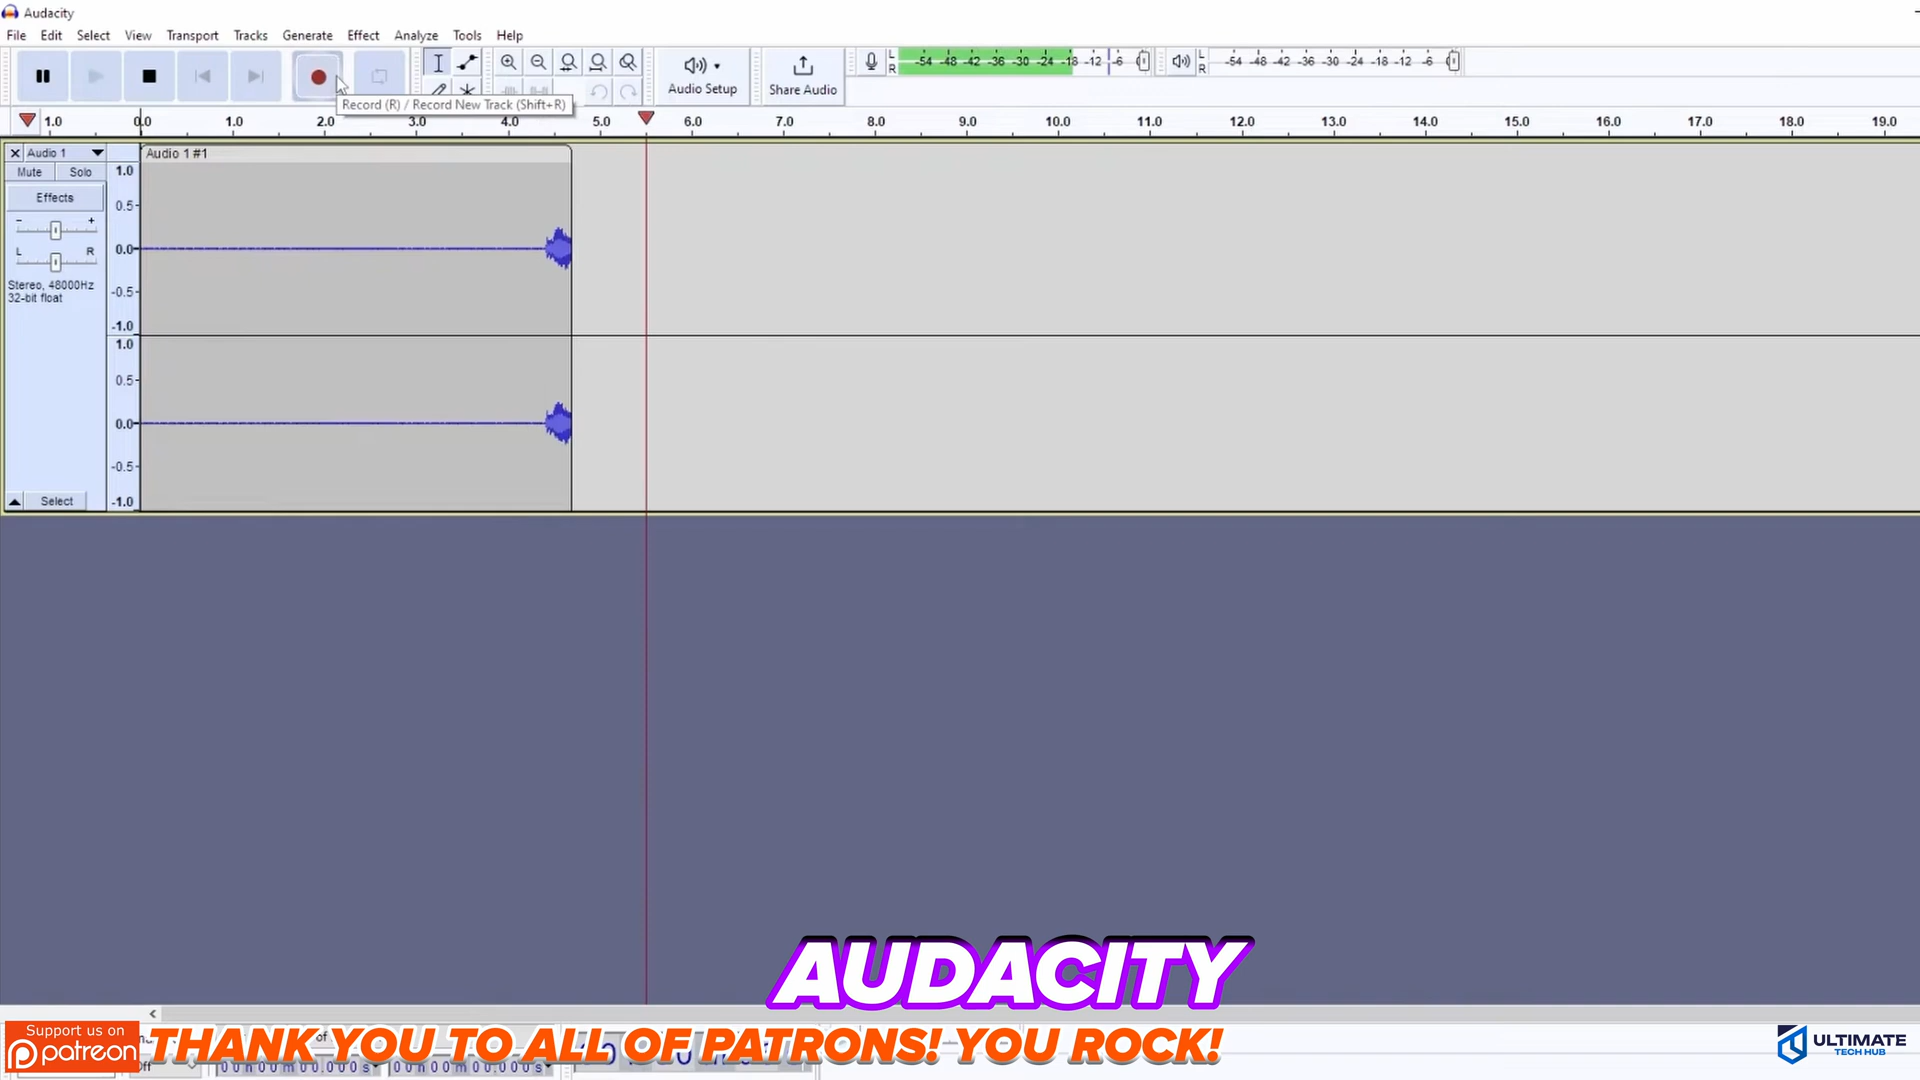 Audacity
File Edit Select View Transport Tracks Generate Effect Analyze Tools Help
Audio Setup
Share Audio
L
R
-54 -48 -42 -36 -30 -24 -18 -12 -6
L
R
-54 -48 -42 -36 -30 -24 -18 -12 -6
Record (R) / Record New Track (Shift+R)
1.0 0.0 1.0 2.0 3.0 4.0 5.0 6.0 7.0 8.0 9.0 10.0 11.0 12.0 13.0 14.0 15.0 16.0 17.0 18.0 19.0
Audio 1
Audio 1 #1
Mute Solo
Effects
- +
L R
Stereo, 48000Hz
32-bit float
Select
1.0
0.5
0.0
-0.5
-1.0
1.0
0.5
0.0
-0.5
-1.0
AUDACITY
Support us on
patreon
THANK YOU TO ALL OF PATRONS! YOU ROCK!
00h00m00.000s
00h00m00.000s
ULTIMATE
TECH HUB